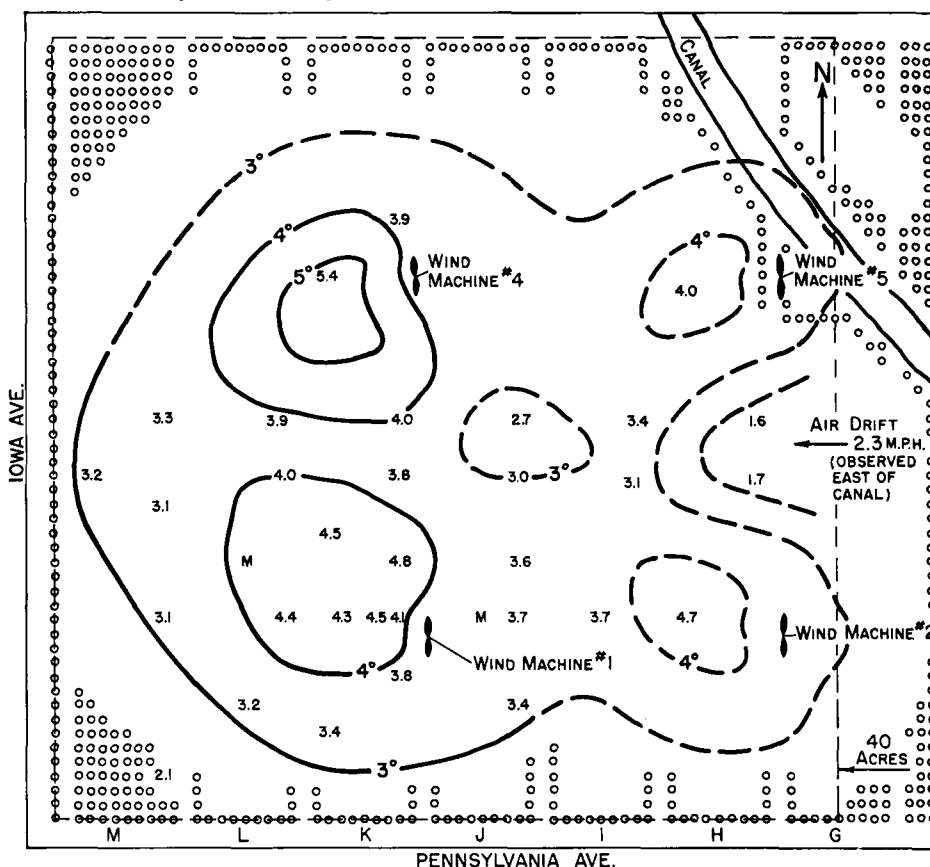 CANAL
N
3°
3.9
4°
4°
5°
5.4
WIND
MACHINE #4
4.0
WIND
MACHINE #5
IOWA AVE.
3.3
3.9
4.0
2.7
3.4
1.6
AIR DRIFT
2.3 M.P.H.
(OBSERVED
EAST OF
CANAL)
3.2
4.0
3.8
3.0
3°
3.1
1.7
3.1
4.5
M
4.8
3.6
3.1
4.4
4.3
4.5
4.1
M
3.7
3.7
4.7
WIND MACHINE #2
WIND MACHINE #1
4°
3.8
4°
3.2
3.4
3.4
3°
2.1
40
ACRES
M L K J I H G
PENNSYLVANIA AVE.